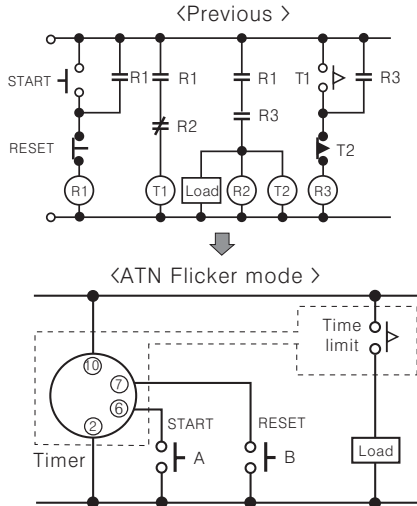 <Previous >
START
R1
R1
R1
T1
R3
R2
R3
RESET
T2
R1
T1
Load
R2
T2
R3
<ATN Flicker mode >
Time
limit
10
7
6
2
START
RESET
Timer
A
B
Load